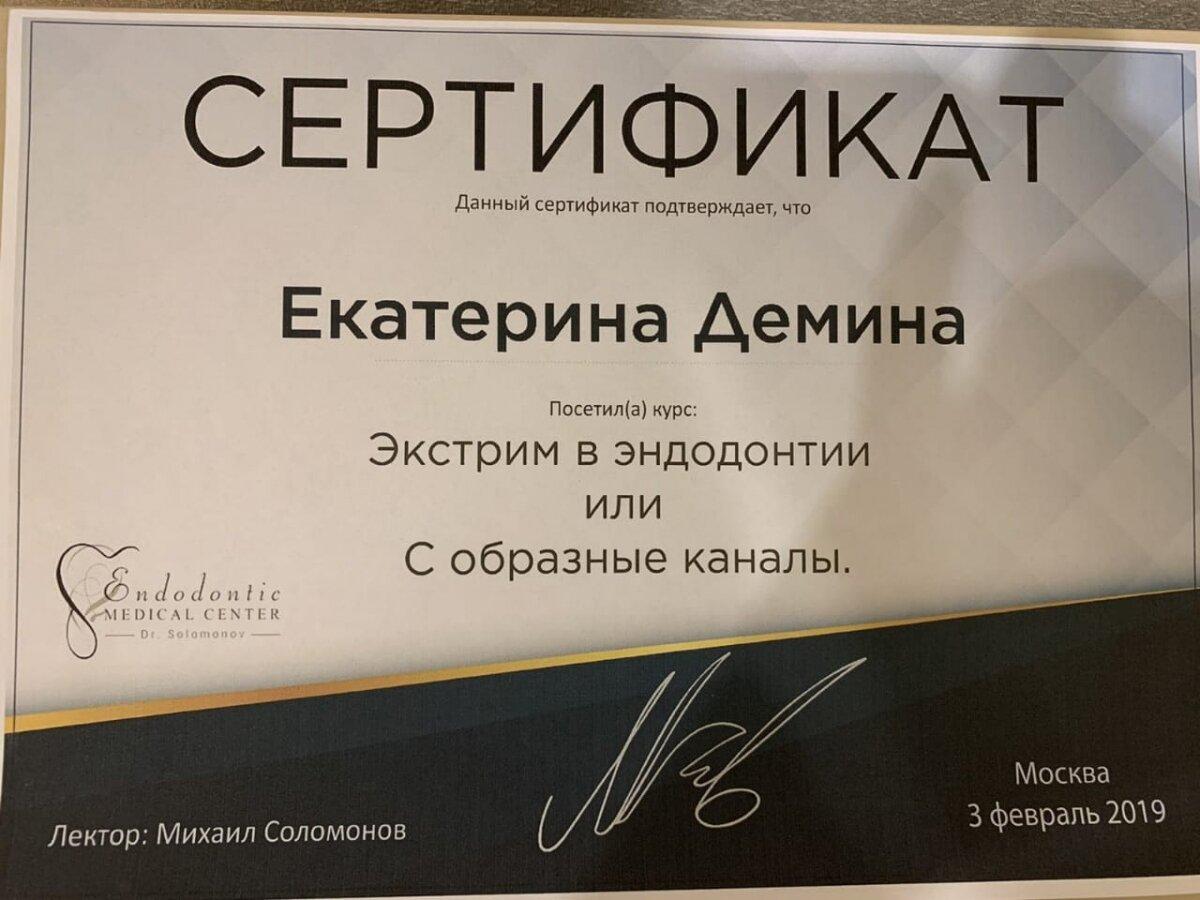 СЕРТИФИКАТ
Данный сертификат подтверждает, что
Екатерина Демина
Посетил(а) курс:
Экстрим в эндодонтии
или
С образные каналы.
Endodontic
MEDICAL CENTER
Dr. Solomonov
Лектор: Михаил Соломонов
Москва
3 февраль 2019